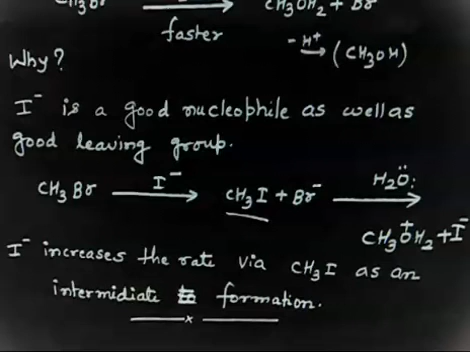 CH3Br → CH3OH2 + Br
faster
- H+ → (CH3OH)
Why?
I⁻ is a good nucleophile as well as
good leaving group.
CH3Br —I⁻→ CH3I + Br⁻ —H2Ö:→
CH3O⁺H2 + I⁻
I⁻ increases the rate via CH3I as an
intermidiate formation.
x